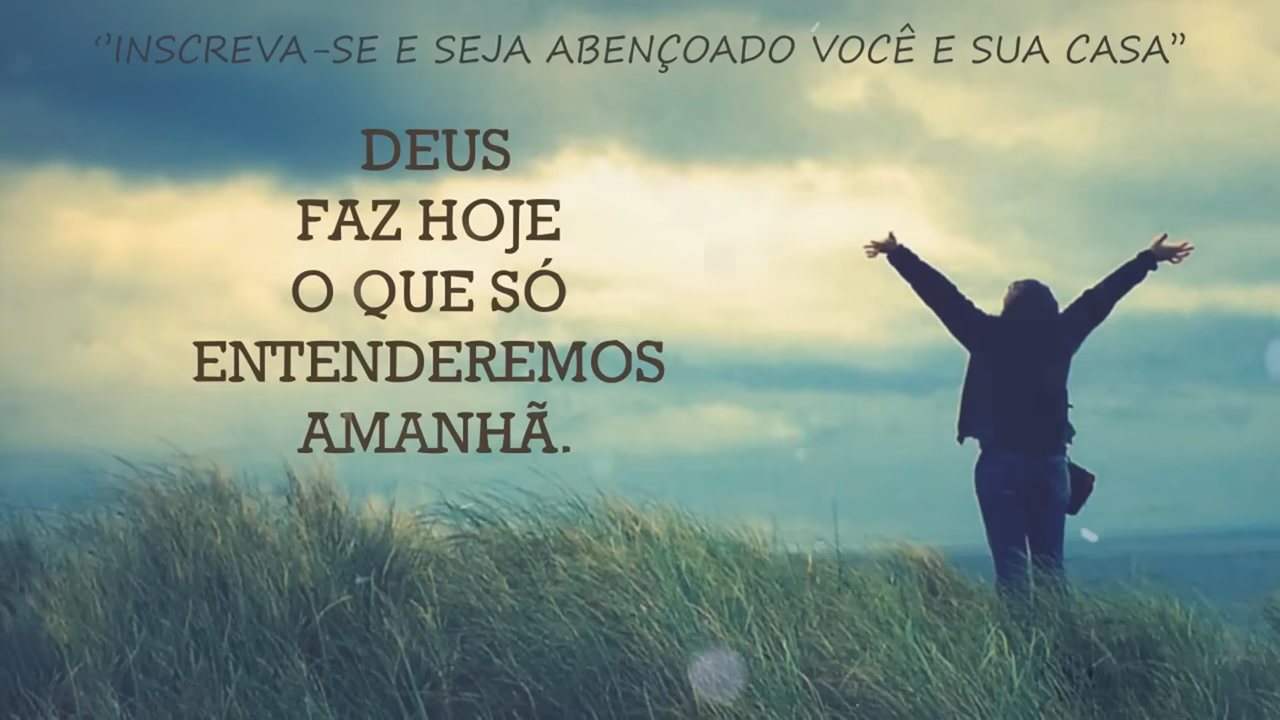 ‘’INSCREVA-SE E SEJA ABENÇOADO VOCÊ E SUA CASA”
DEUS
FAZ HOJE
O QUE SÓ
ENTENDEREMOS
AMANHÃ.